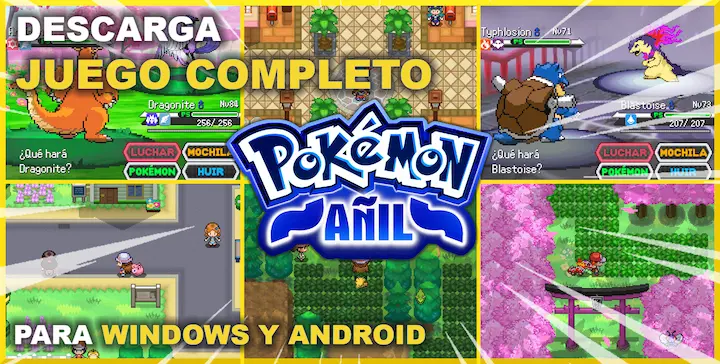 DESCARGA
JUEGO COMPLETO
Dragonite Nv84
PS
256/256
¿Qué hará
Dragonite?
LUCHAR MOCHILA
POKÉMON HUIR
Typhlosion Nv71
PS
Blastoise Nv73
PS
207/207
¿Qué hará
Blastoise?
LUCHAR MOCHILA
POKÉMON HUIR
POKéMON
AÑIL
PARA WINDOWS Y ANDROID